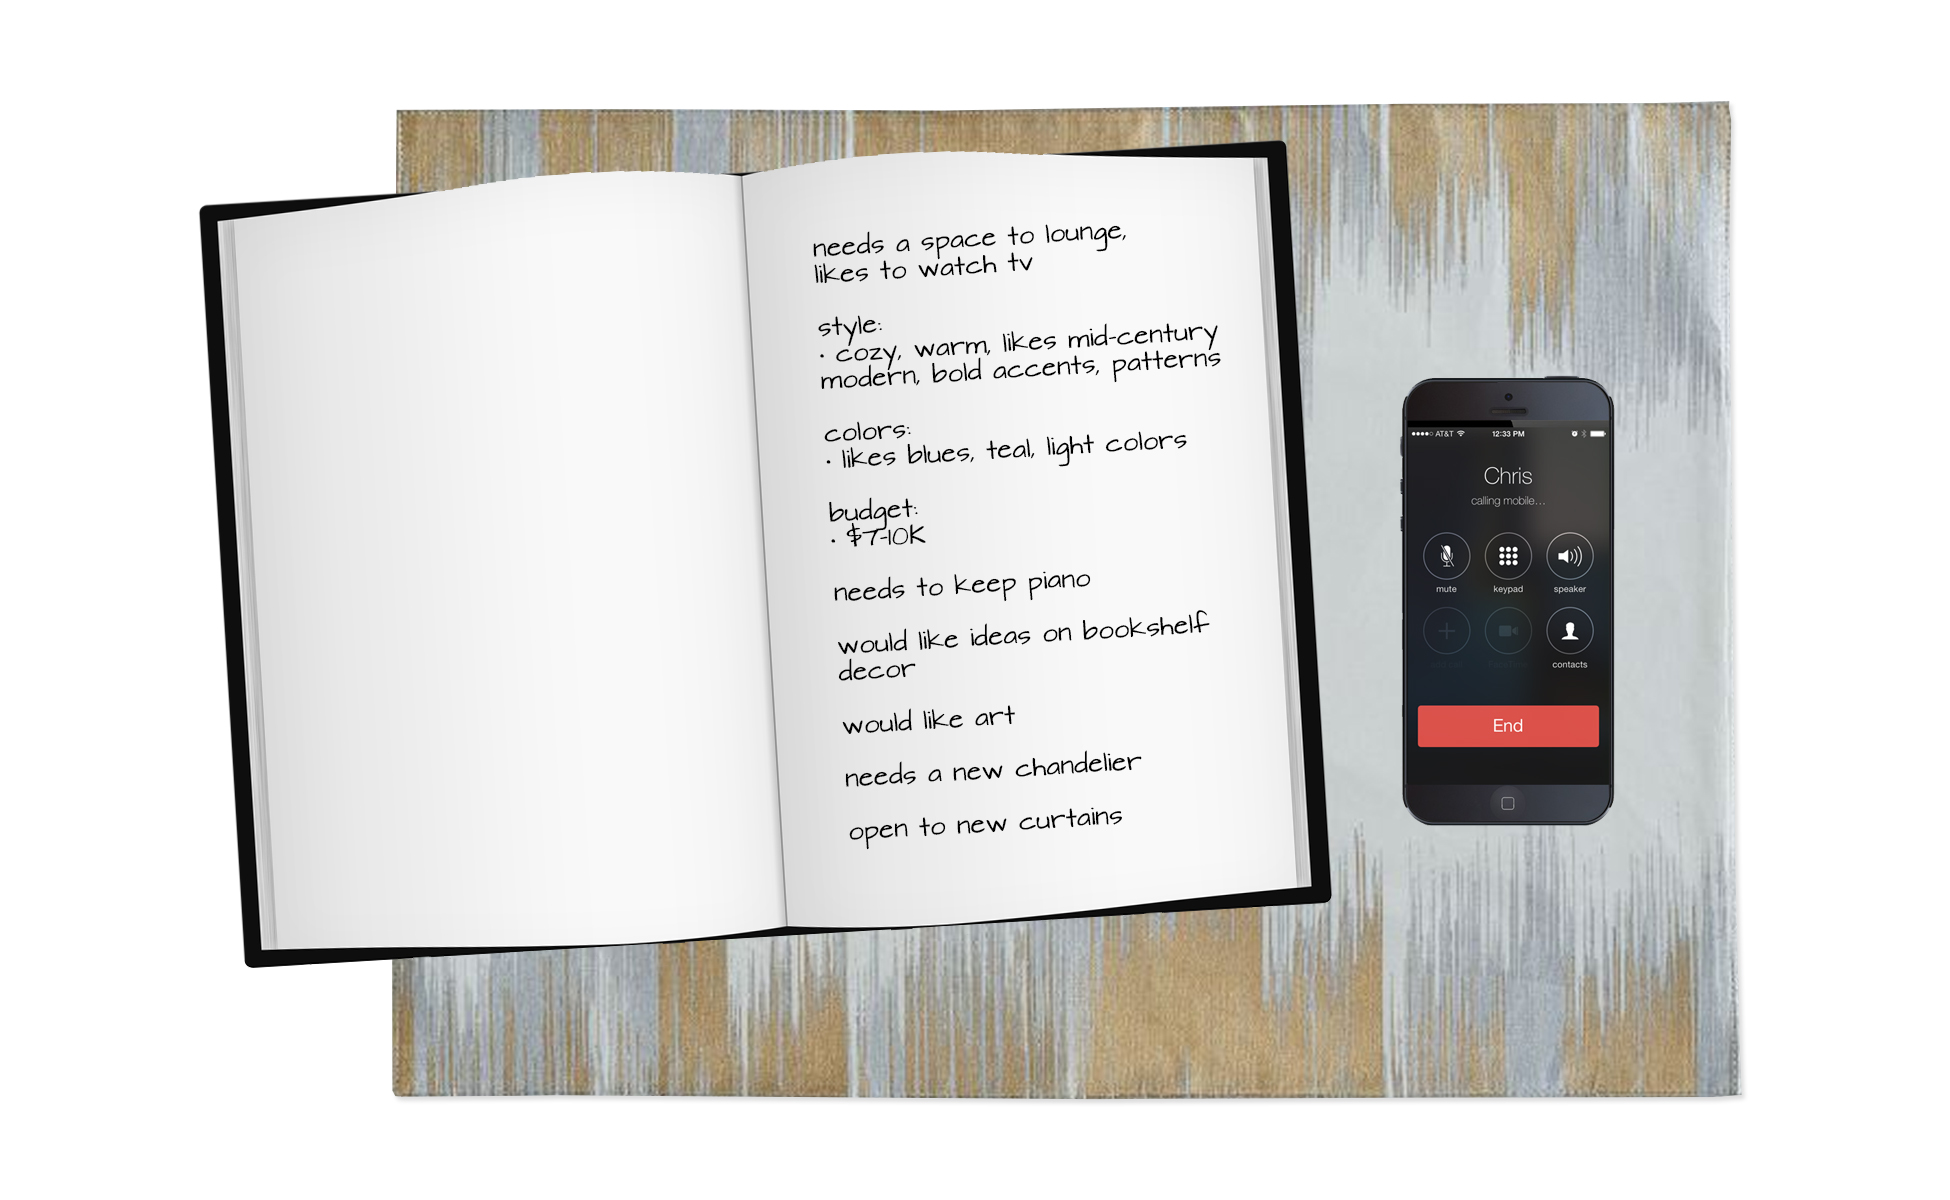 needs a space to lounge,
likes to watch tv
style:
• cozy, warm, likes mid-century
modern, bold accents, patterns
colors:
• likes blues, teal, light colors
budget:
• $7-10K
needs to keep piano
would like ideas on bookshelf
decor
would like art
needs a new chandelier
open to new curtains
AT&T 12:33 PM
Chris
calling mobile...
mute keypad speaker
contacts
End